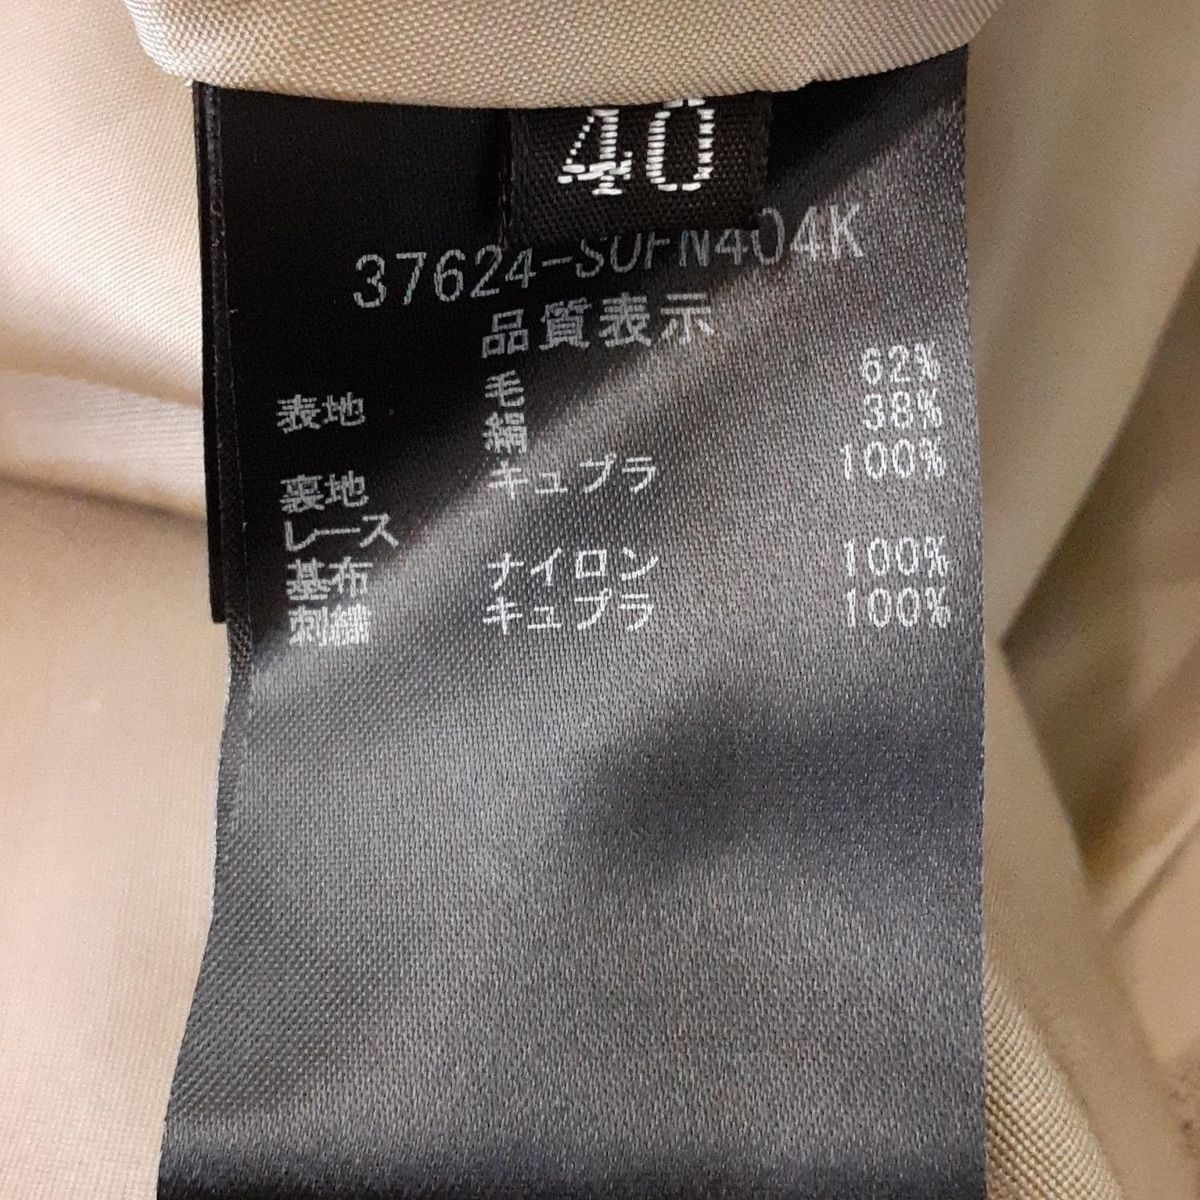 40
37624-SOFN404K
品質表示
表地 毛 62%
絹 38%
裏地 キュプラ 100%
レース
基布 ナイロン 100%
刺繍 キュプラ 100%